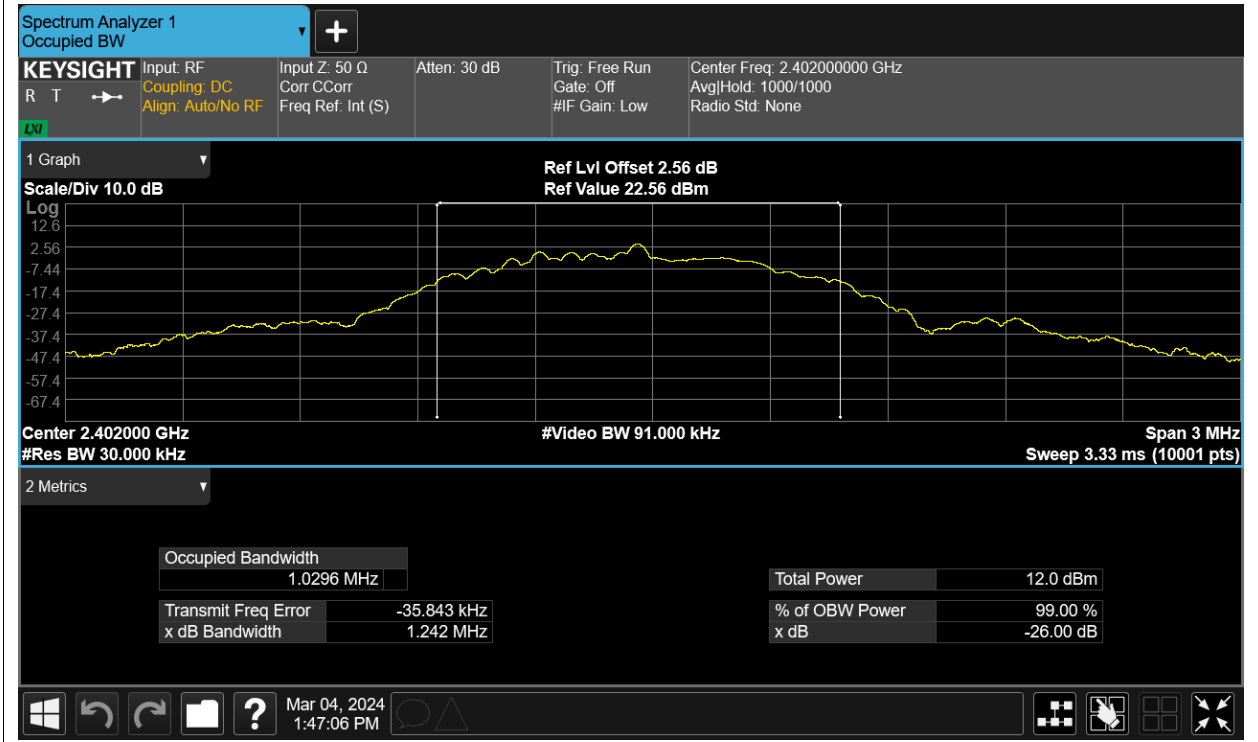 Spectrum Analyzer 1
Occupied BW
KEYSIGHT
R T
LXI
Input: RF
Coupling: DC
Align: Auto/No RF
Input Z: 50 Ω
Corr CCorr
Freq Ref: Int (S)
Atten: 30 dB
Trig: Free Run
Gate: Off
#IF Gain: Low
Center Freq: 2.402000000 GHz
Avg|Hold: 1000/1000
Radio Std: None
1 Graph
Ref Lvl Offset 2.56 dB
Scale/Div 10.0 dB
Ref Value 22.56 dBm
Log
12.6
2.56
-7.44
-17.4
-27.4
-37.4
-47.4
-57.4
-67.4
Center 2.402000 GHz
#Video BW 91.000 kHz
Span 3 MHz
#Res BW 30.000 kHz
Sweep 3.33 ms (10001 pts)
2 Metrics
Occupied Bandwidth
1.0296 MHz
Total Power 12.0 dBm
Transmit Freq Error -35.843 kHz
% of OBW Power 99.00 %
x dB Bandwidth 1.242 MHz
x dB -26.00 dB
?
Mar 04, 2024
1:47:06 PM